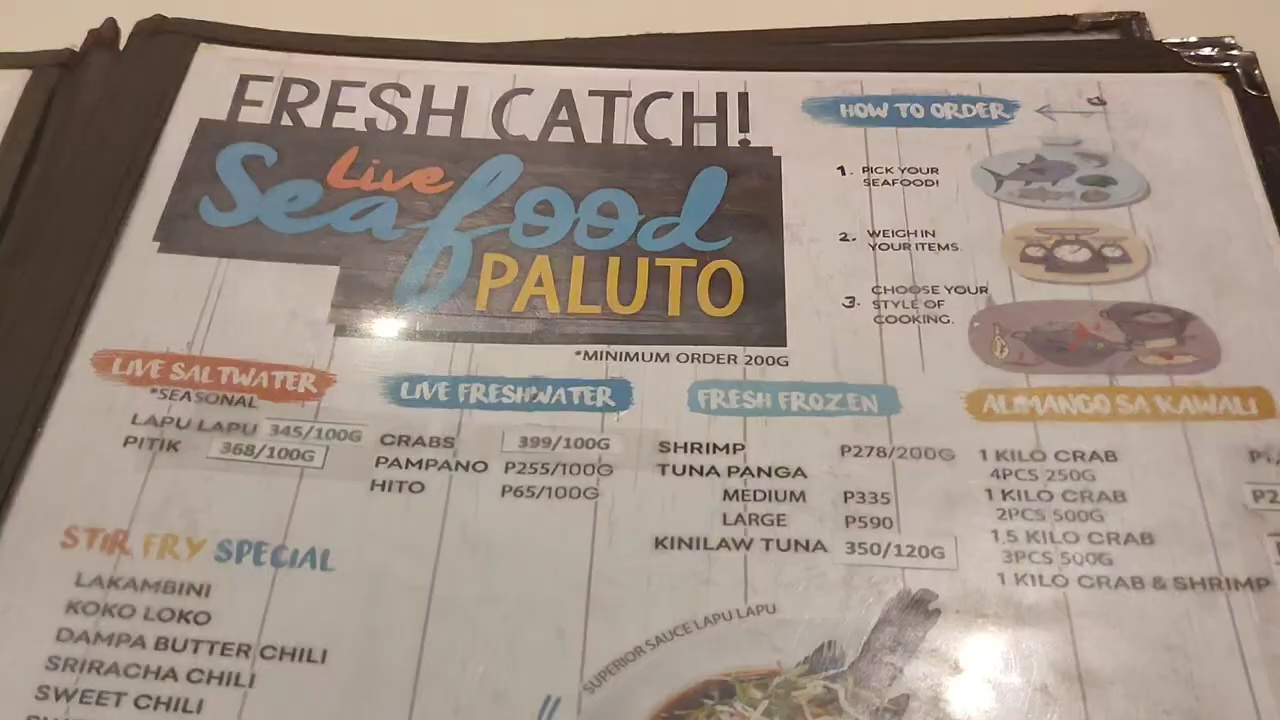 FRESH CATCH!
Live
Seafood
PALUTO
*MINIMUM ORDER 200G
HOW TO ORDER
1. PICK YOUR
SEAFOOD!
2. WEIGH IN
YOUR ITEMS.
3. CHOOSE YOUR
STYLE OF
COOKING.
LIVE SALTWATER
*SEASONAL
LAPU LAPU 345/100G
PITIK 368/100G
LIVE FRESHWATER
CRABS 399/100G
PAMPANO P255/100G
HITO P65/100G
FRESH FROZEN
SHRIMP P278/200G
TUNA PANGA
MEDIUM P335
LARGE P590
KINILAW TUNA 350/120G
ALIMANGO SA KAWALI
1 KILO CRAB
4PCS 250G
1 KILO CRAB
2PCS 500G
1.5 KILO CRAB
3PCS 500G
1 KILO CRAB & SHRIMP
STIR FRY SPECIAL
LAKAMBINI
KOKO LOKO
DAMPA BUTTER CHILI
SRIRACHA CHILI
SWEET CHILI
SUPERIOR SAUCE LAPU LAPU